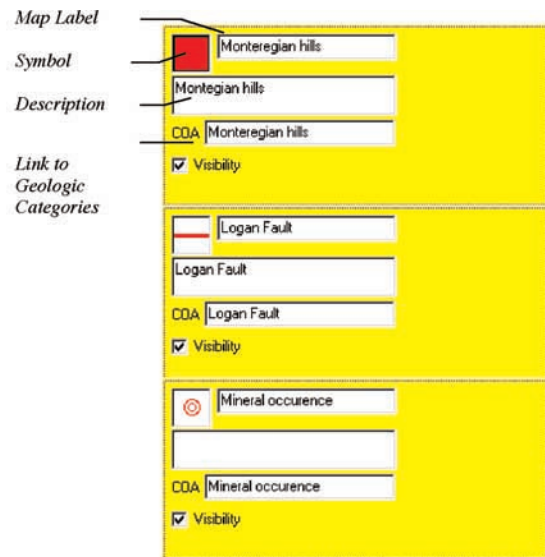 Map Label
Symbol
Description
Link to
Geologic
Categories
Monteregian hills
Montegian hills
COA Monteregian hills
Visibility
Logan Fault
Logan Fault
COA Logan Fault
Visibility
Mineral occurence
COA Mineral occurence
Visibility